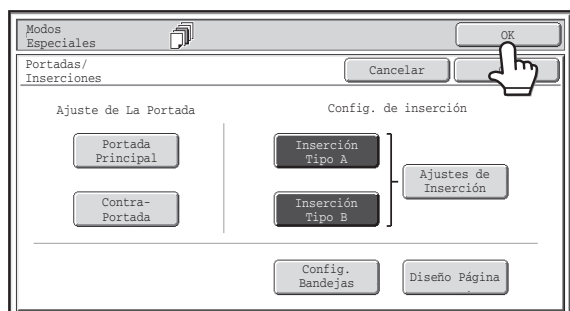 Modos
Especiales
OK
Portadas/
Inserciones
Cancelar
Ajuste de La Portada
Config. de inserción
Portada
Principal
Inserción
Tipo A
Ajustes de
Inserción
Contra-
Portada
Inserción
Tipo B
Config.
Bandejas
Diseño Página